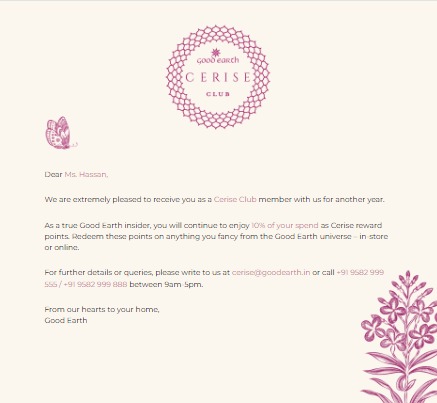 good earth
CERISE
CLUB
Dear Ms. Hassan,
We are extremely pleased to receive you as a Cerise Club member with us for another year.
As a true Good Earth insider, you will continue to enjoy 10% of your spend as Cerise reward
points. Redeem these points on anything you fancy from the Good Earth universe – in-store
or online.
For further details or queries, please write to us at cerise@goodearth.in or call +91 9582 999
555 / +91 9582 999 888 between 9am-5pm.
From our hearts to your home,
Good Earth